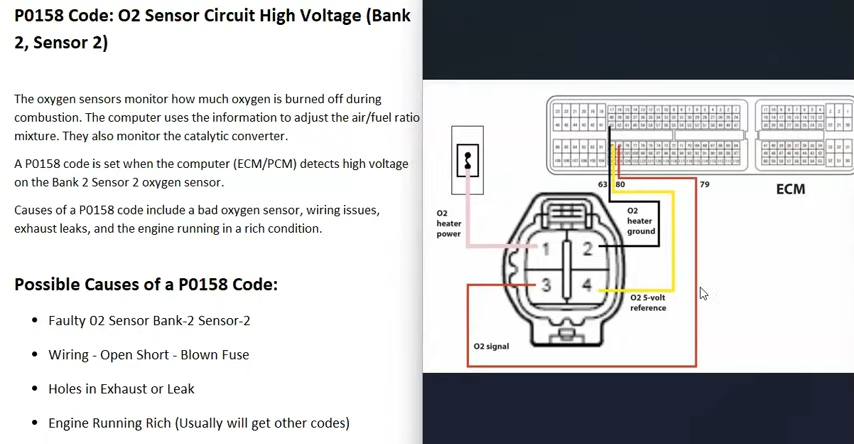 P0158 Code: O2 Sensor Circuit High Voltage (Bank
2, Sensor 2)
The oxygen sensors monitor how much oxygen is burned off during
combustion. The computer uses the information to adjust the air/fuel ratio
mixture. They also monitor the catalytic converter.
A P0158 code is set when the computer (ECM/PCM) detects high voltage
on the Bank 2 Sensor 2 oxygen sensor.
Causes of a P0158 code include a bad oxygen sensor, wiring issues,
exhaust leaks, and the engine running in a rich condition.
Possible Causes of a P0158 Code:
• Faulty 02 Sensor Bank-2 Sensor-2
• Wiring - Open Short - Blown Fuse
• Holes in Exhaust or Leak
• Engine Running Rich (Usually will get other codes)
63 80 79
ECM
O2
heater
power
O2
heater
ground
1 2
3 4
O2 5-volt
reference
O2 signal